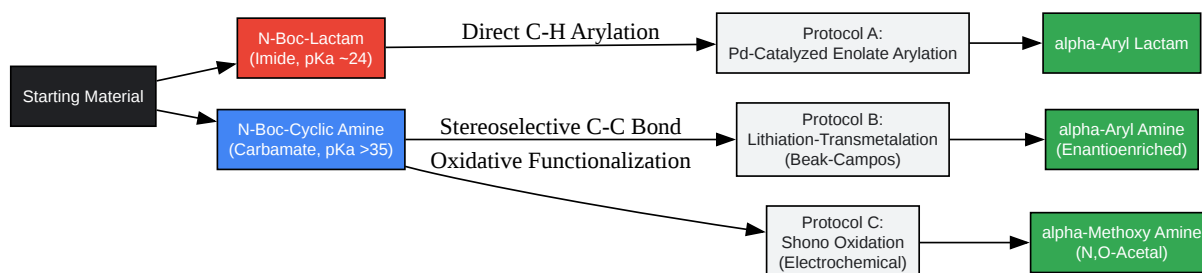 Starting Material
N-Boc-Lactam
(Imide, pKa ~24)
Direct C-H Arylation
Protocol A:
Pd-Catalyzed Enolate Arylation
alpha-Aryl Lactam
N-Boc-Cyclic Amine
(Carbamate, pKa >35)
Stereoselective C-C Bond
Protocol B:
Lithiation-Transmetalation
(Beak-Campos)
alpha-Aryl Amine
(Enantioenriched)
Oxidative Functionalization
Protocol C:
Shono Oxidation
(Electrochemical)
alpha-Methoxy Amine
(N,O-Acetal)